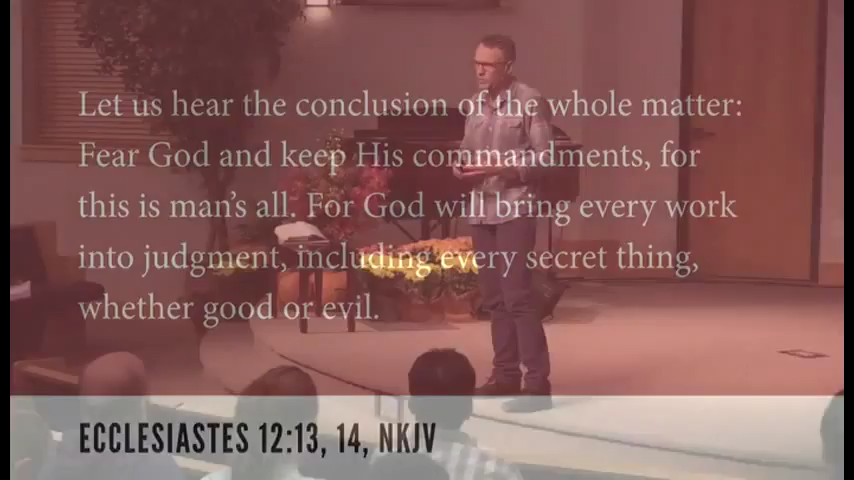 Let us hear the conclusion of the whole matter:
Fear God and keep His commandments, for
this is man's all. For God will bring every work
into judgment, including every secret thing,
whether good or evil.
ECCLESIASTES 12:13, 14, NKJV